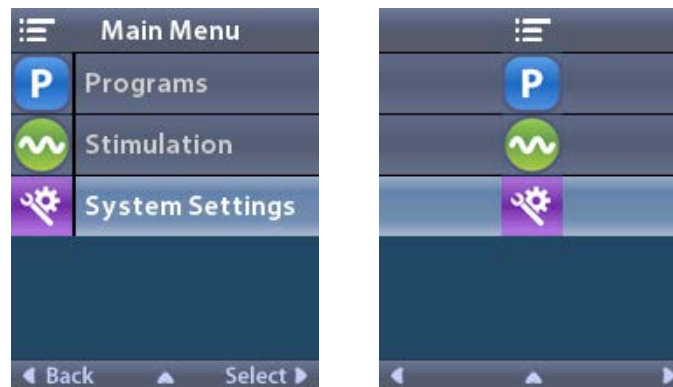 Main Menu
P Programs
Stimulation
System Settings
Back Select
P